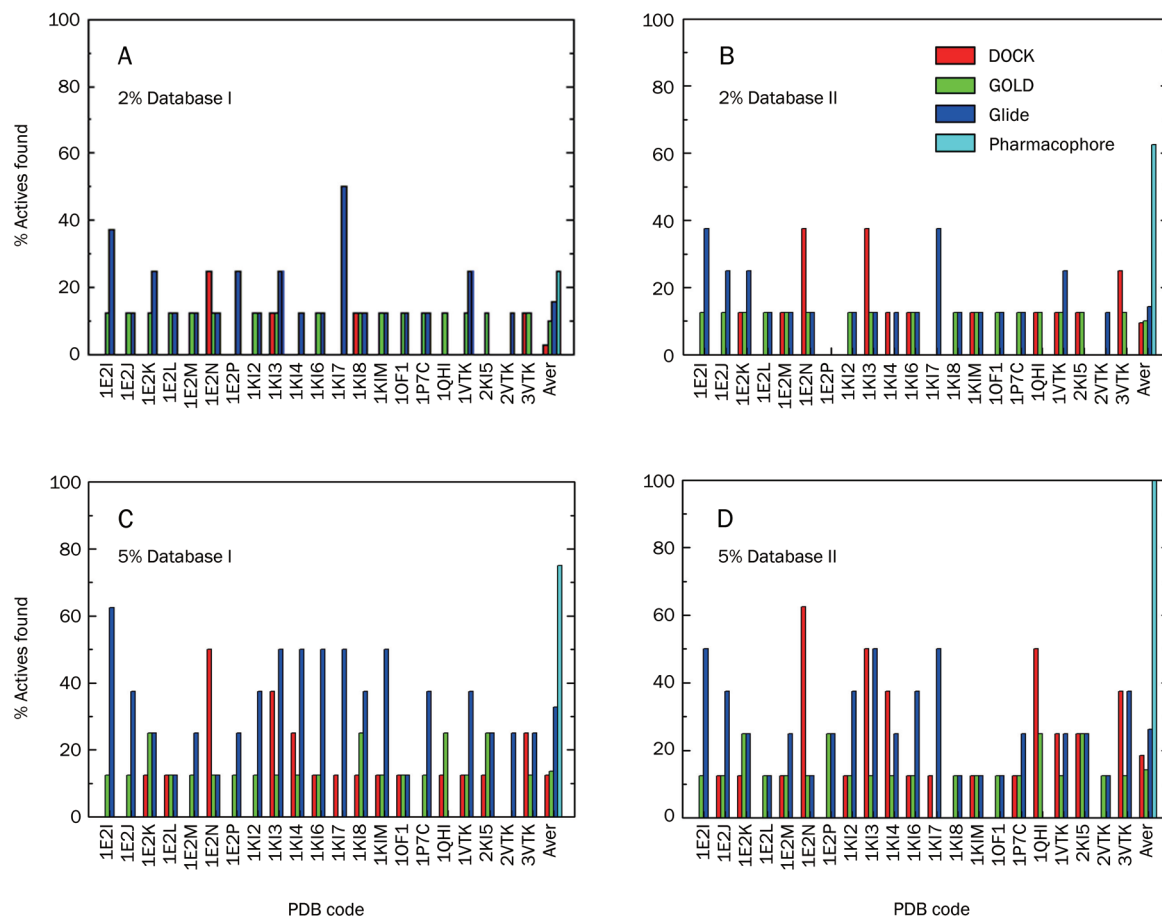 100
80
60
40
20
0
% Actives found
A
2% Database I
1E2I 1E2J 1E2K 1E2L 1E2M 1E2N 1E2P 1KI2 1KI3 1KI4 1KI6 1KI7 1KI8 1KIM 1OF1 1P7C 1QHI 1VTK 2KI5 2VTK 3VTK Aver
100
80
60
40
20
0
B
2% Database II
DOCK
GOLD
Glide
Pharmacophore
1E2I 1E2J 1E2K 1E2L 1E2M 1E2N 1E2P 1KI2 1KI3 1KI4 1KI6 1KI7 1KI8 1KIM 1OF1 1P7C 1QHI 1VTK 2KI5 2VTK 3VTK Aver
100
80
60
40
20
0
% Actives found
C
5% Database I
1E2I 1E2J 1E2K 1E2L 1E2M 1E2N 1E2P 1KI2 1KI3 1KI4 1KI6 1KI7 1KI8 1KIM 1OF1 1P7C 1QHI 1VTK 2KI5 2VTK 3VTK Aver
PDB code
100
80
60
40
20
0
D
5% Database II
1E2I 1E2J 1E2K 1E2L 1E2M 1E2N 1E2P 1KI2 1KI3 1KI4 1KI6 1KI7 1KI8 1KIM 1OF1 1P7C 1QHI 1VTK 2KI5 2VTK 3VTK Aver
PDB code